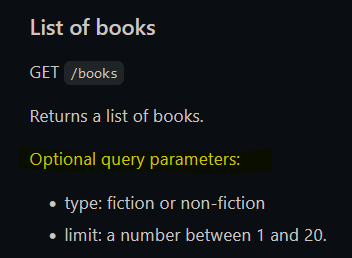 List of books
GET /books
Returns a list of books.
Optional query parameters:
• type: fiction or non-fiction
• limit: a number between 1 and 20.